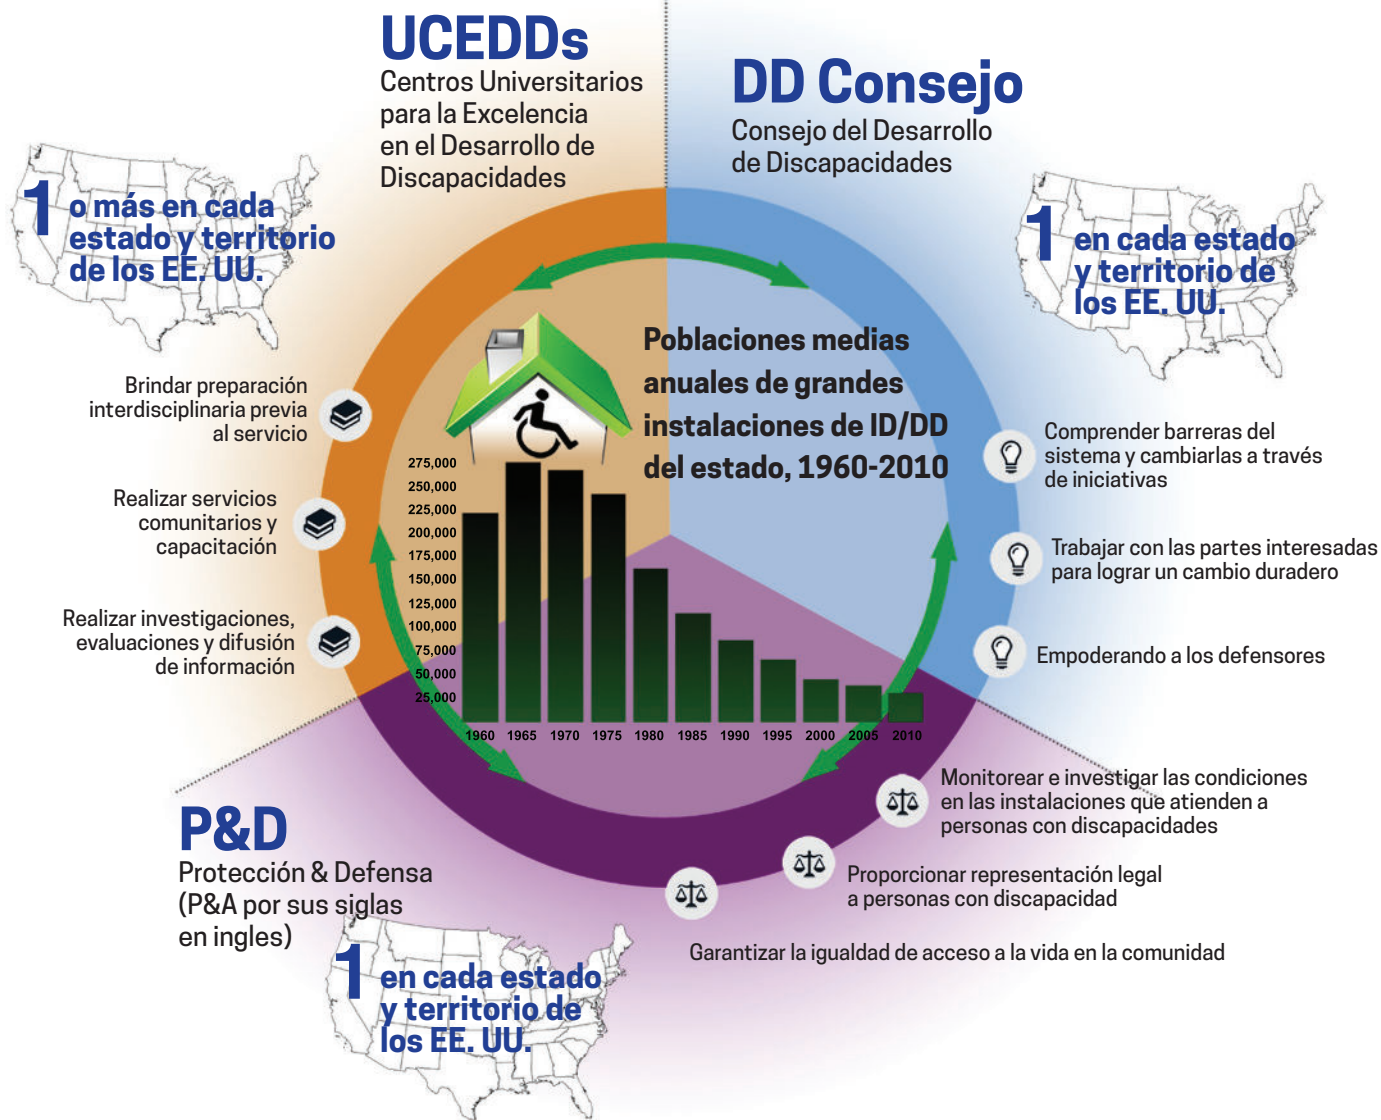 UCEDDs
Centros Universitarios
para la Excelencia
en el Desarrollo de
Discapacidades
DD Consejo
Consejo del Desarrollo
de Discapacidades
1 o más en cada
estado y territorio
de los EE. UU.
1 en cada estado
y territorio de
los EE. UU.
Brindar preparación
interdisciplinaria previa
al servicio
Realizar servicios
comunitarios y
capacitación
Realizar investigaciones,
evaluaciones y difusión
de información
Poblaciones medias
anuales de grandes
instalaciones de ID/DD
del estado, 1960-2010
275,000
250,000
225,000
200,000
175,000
150,000
125,000
100,000
75,000
50,000
25,000
1960 1965 1970 1975 1980 1985 1990 1995 2000 2005 2010
Comprender barreras del
sistema y cambiarlas a través
de iniciativas
Trabajar con las partes interesadas
para lograr un cambio duradero
Empoderando a los defensores
Monitorear e investigar las condiciones
en las instalaciones que atienden a
personas con discapacidades
Proporcionar representación legal
a personas con discapacidad
Garantizar la igualdad de acceso a la vida en la comunidad
P&D
Protección & Defensa
(P&A por sus siglas
en ingles)
1 en cada estado
y territorio de
los EE. UU.